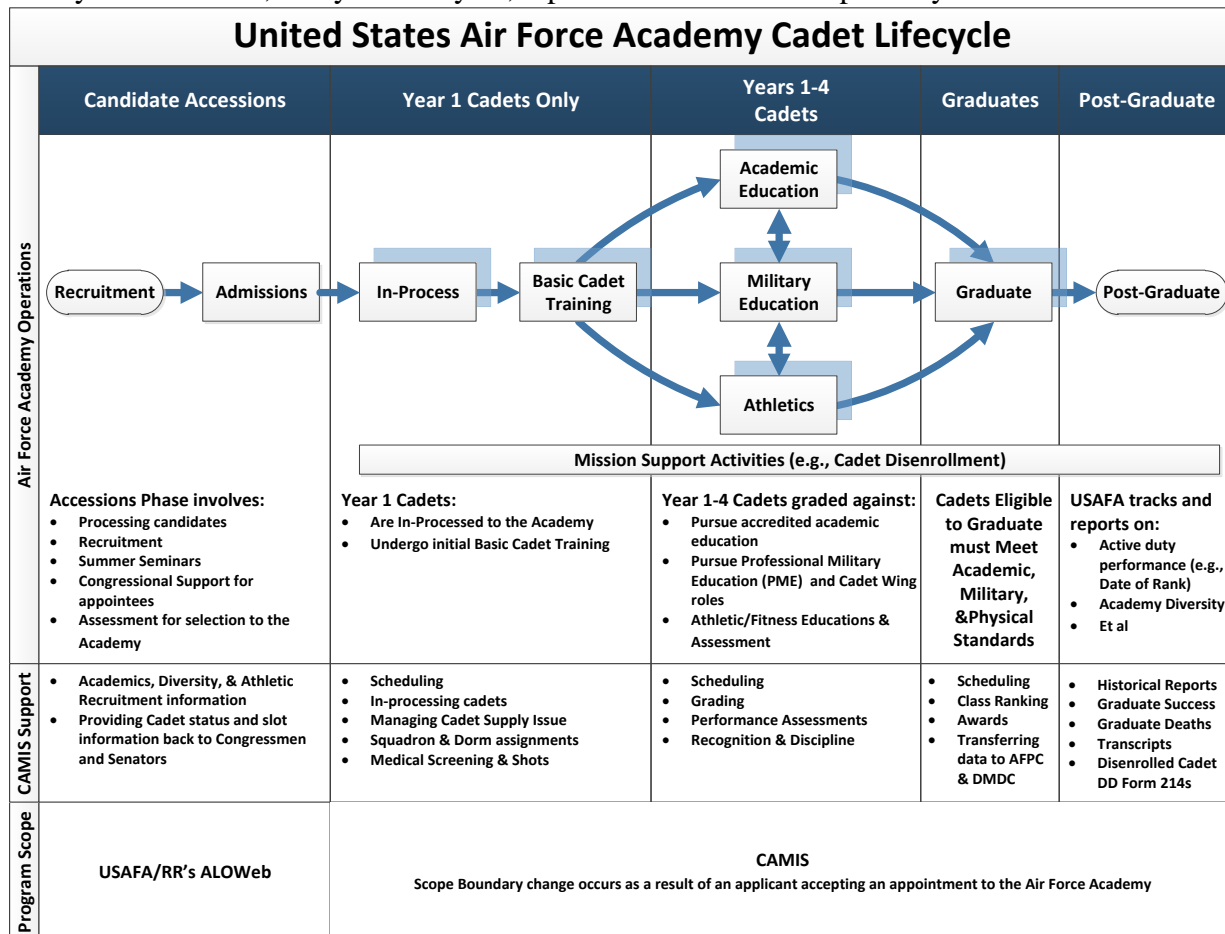 United States Air Force Academy Cadet Lifecycle
Candidate Accessions
Year 1 Cadets Only
Years 1-4
Cadets
Graduates
Post-Graduate
Air Force Academy Operations
Recruitment
Admissions
In-Process
Basic Cadet
Training
Academic
Education
Military
Education
Athletics
Graduate
Post-Graduate
Mission Support Activities (e.g., Cadet Disenrollment)
Accessions Phase involves:
• Processing candidates
• Recruitment
• Summer Seminars
• Congressional Support for
appointees
• Assessment for selection to the
Academy
Year 1 Cadets:
• Are In-Processed to the Academy
• Undergo initial Basic Cadet Training
Year 1-4 Cadets graded against:
• Pursue accredited academic
education
• Pursue Professional Military
Education (PME) and Cadet Wing
roles
• Athletic/Fitness Educations &
Assessment
Cadets Eligible
to Graduate
must Meet
Academic,
Military,
&Physical
Standards
USAFA tracks and
reports on:
• Active duty
performance (e.g.,
Date of Rank)
• Academy Diversity
• Et al
CAMIS Support
• Academics, Diversity, & Athletic
Recruitment information
• Providing Cadet status and slot
information back to Congressmen
and Senators
• Scheduling
• In-processing cadets
• Managing Cadet Supply Issue
• Squadron & Dorm assignments
• Medical Screening & Shots
• Scheduling
• Grading
• Performance Assessments
• Recognition & Discipline
• Scheduling
• Class Ranking
• Awards
• Transferring
data to AFPC
& DMDC
• Historical Reports
• Graduate Success
• Graduate Deaths
• Transcripts
• Disenrolled Cadet
DD Form 214s
Program Scope
USAFA/RR's ALOWeb
CAMIS
Scope Boundary change occurs as a result of an applicant accepting an appointment to the Air Force Academy